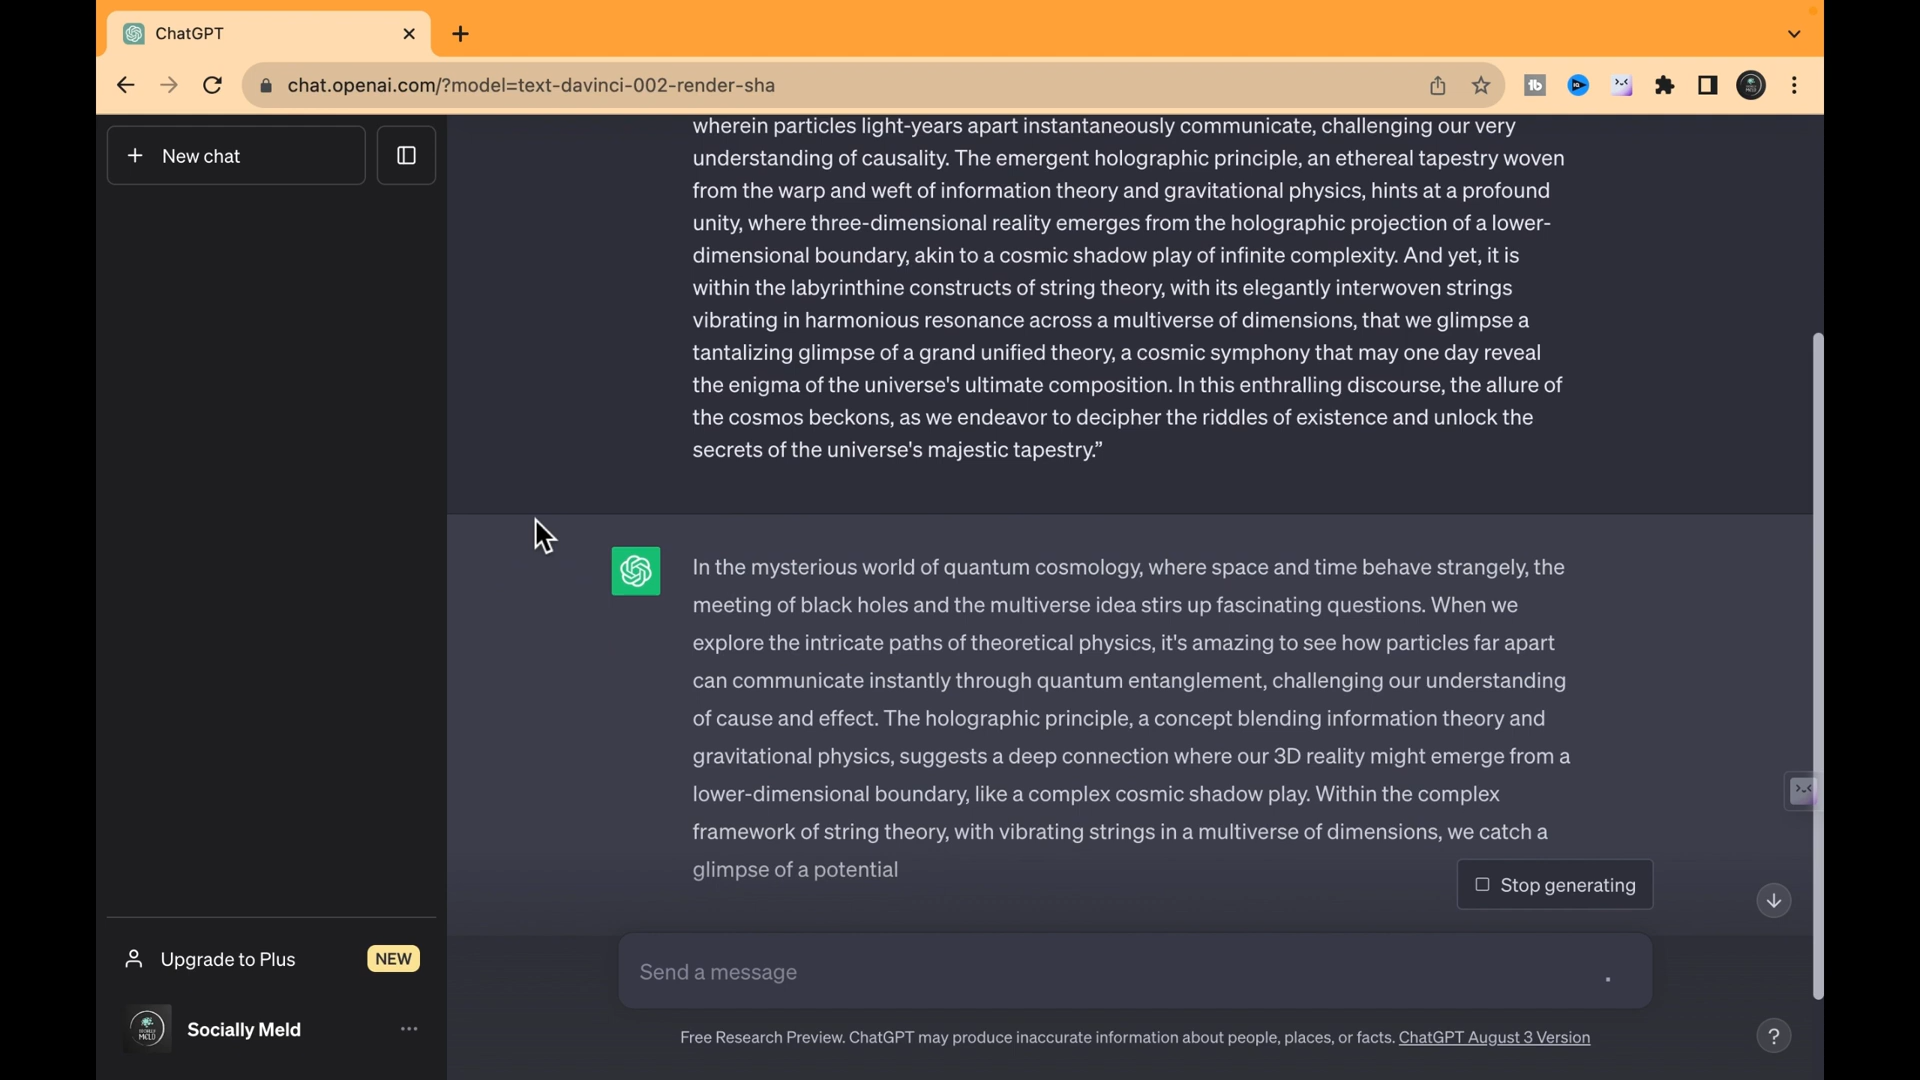 ChatGPT
chat.openai.com/?model=text-davinci-002-render-sha
New chat
wherein particles light-years apart instantaneously communicate, challenging our very
understanding of causality. The emergent holographic principle, an ethereal tapestry woven
from the warp and weft of information theory and gravitational physics, hints at a profound
unity, where three-dimensional reality emerges from the holographic projection of a lower-
dimensional boundary, akin to a cosmic shadow play of infinite complexity. And yet, it is
within the labyrinthine constructs of string theory, with its elegantly interwoven strings
vibrating in harmonious resonance across a multiverse of dimensions, that we glimpse a
tantalizing glimpse of a grand unified theory, a cosmic symphony that may one day reveal
the enigma of the universe's ultimate composition. In this enthralling discourse, the allure of
the cosmos beckons, as we endeavor to decipher the riddles of existence and unlock the
secrets of the universe's majestic tapestry.”
In the mysterious world of quantum cosmology, where space and time behave strangely, the
meeting of black holes and the multiverse idea stirs up fascinating questions. When we
explore the intricate paths of theoretical physics, it's amazing to see how particles far apart
can communicate instantly through quantum entanglement, challenging our understanding
of cause and effect. The holographic principle, a concept blending information theory and
gravitational physics, suggests a deep connection where our 3D reality might emerge from a
lower-dimensional boundary, like a complex cosmic shadow play. Within the complex
framework of string theory, with vibrating strings in a multiverse of dimensions, we catch a
glimpse of a potential
Stop generating
Upgrade to Plus
NEW
Send a message
Socially Meld
Free Research Preview. ChatGPT may produce inaccurate information about people, places, or facts. ChatGPT August 3 Version
?